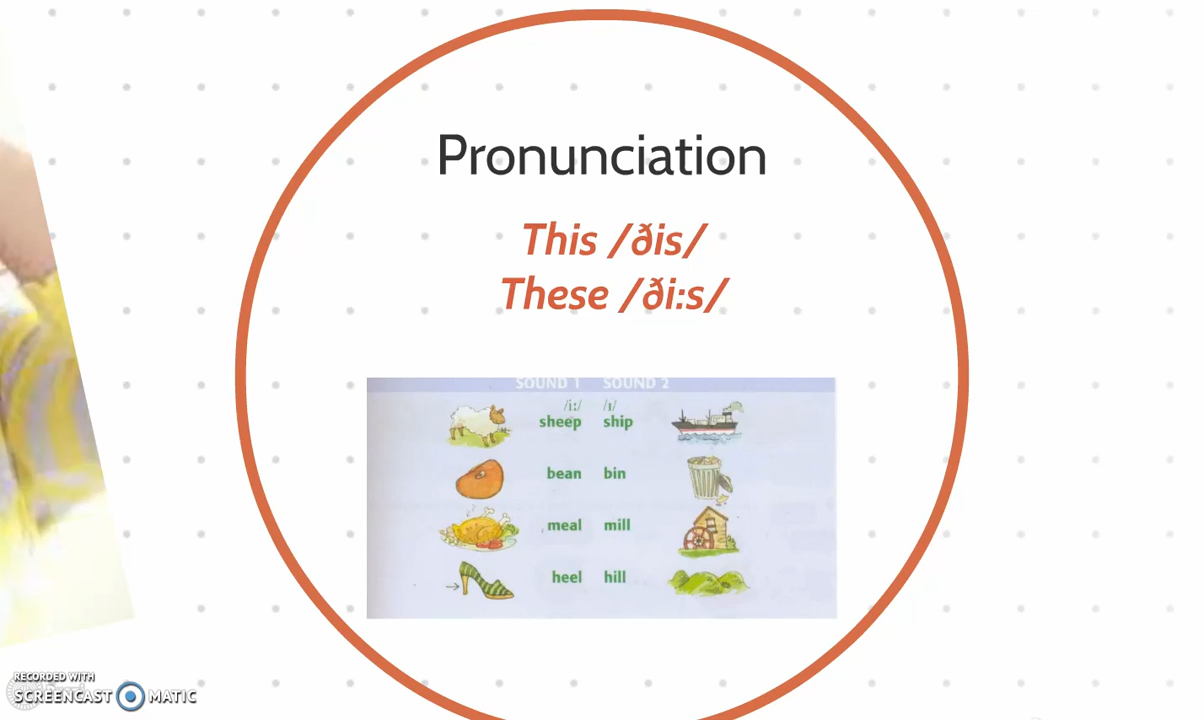 Pronunciation
This /ðis/
These /ði:s/
SOUND 1 SOUND 2
/i:/ /ɪ/
sheep ship
bean bin
meal mill
heel hill
RECORDED WITH
SCREENCAST MATIC